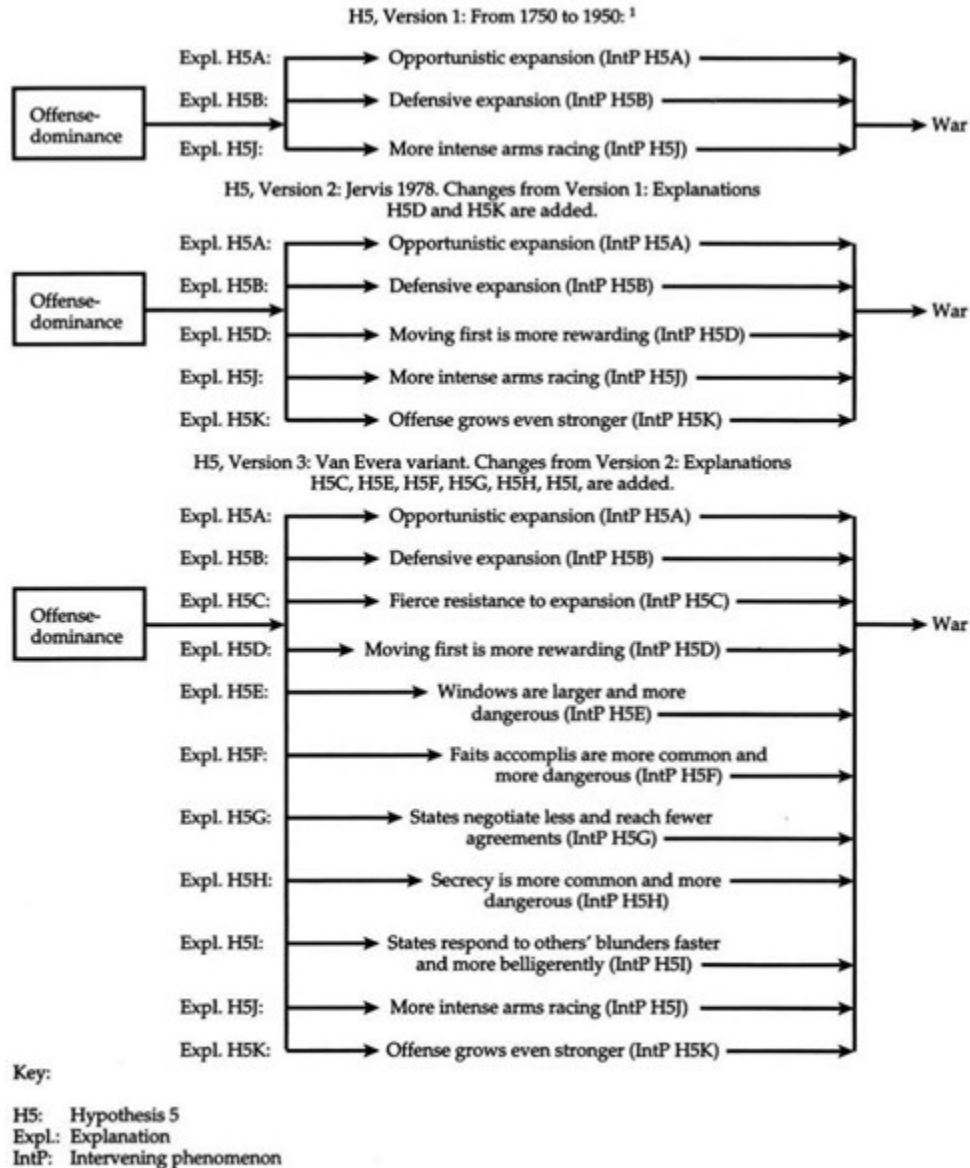 H5, Version 1: From 1750 to 1950: ¹
Expl. H5A: Opportunistic expansion (IntP H5A)
Expl. H5B: Defensive expansion (IntP H5B)
Offense-
dominance
War
Expl. H5J: More intense arms racing (IntP H5J)
H5, Version 2: Jervis 1978. Changes from Version 1: Explanations
H5D and H5K are added.
Expl. H5A: Opportunistic expansion (IntP H5A)
Expl. H5B: Defensive expansion (IntP H5B)
Offense-
dominance
War
Expl. H5D: Moving first is more rewarding (IntP H5D)
Expl. H5J: More intense arms racing (IntP H5J)
Expl. H5K: Offense grows even stronger (IntP H5K)
H5, Version 3: Van Evera variant. Changes from Version 2: Explanations
H5C, H5E, H5F, H5G, H5H, H5I, are added.
Expl. H5A: Opportunistic expansion (IntP H5A)
Expl. H5B: Defensive expansion (IntP H5B)
Expl. H5C: Fierce resistance to expansion (IntP H5C)
Offense-
dominance
War
Expl. H5D: Moving first is more rewarding (IntP H5D)
Expl. H5E: Windows are larger and more
dangerous (IntP H5E)
Expl. H5F: Faits accomplis are more common and
more dangerous (IntP H5F)
Expl. H5G: States negotiate less and reach fewer
agreements (IntP H5G)
Expl. H5H: Secrecy is more common and more
dangerous (IntP H5H)
Expl. H5I: States respond to others' blunders faster
and more belligerently (IntP H5I)
Expl. H5J: More intense arms racing (IntP H5J)
Expl. H5K: Offense grows even stronger (IntP H5K)
Key:
H5: Hypothesis 5
Expl.: Explanation
IntP: Intervening phenomenon